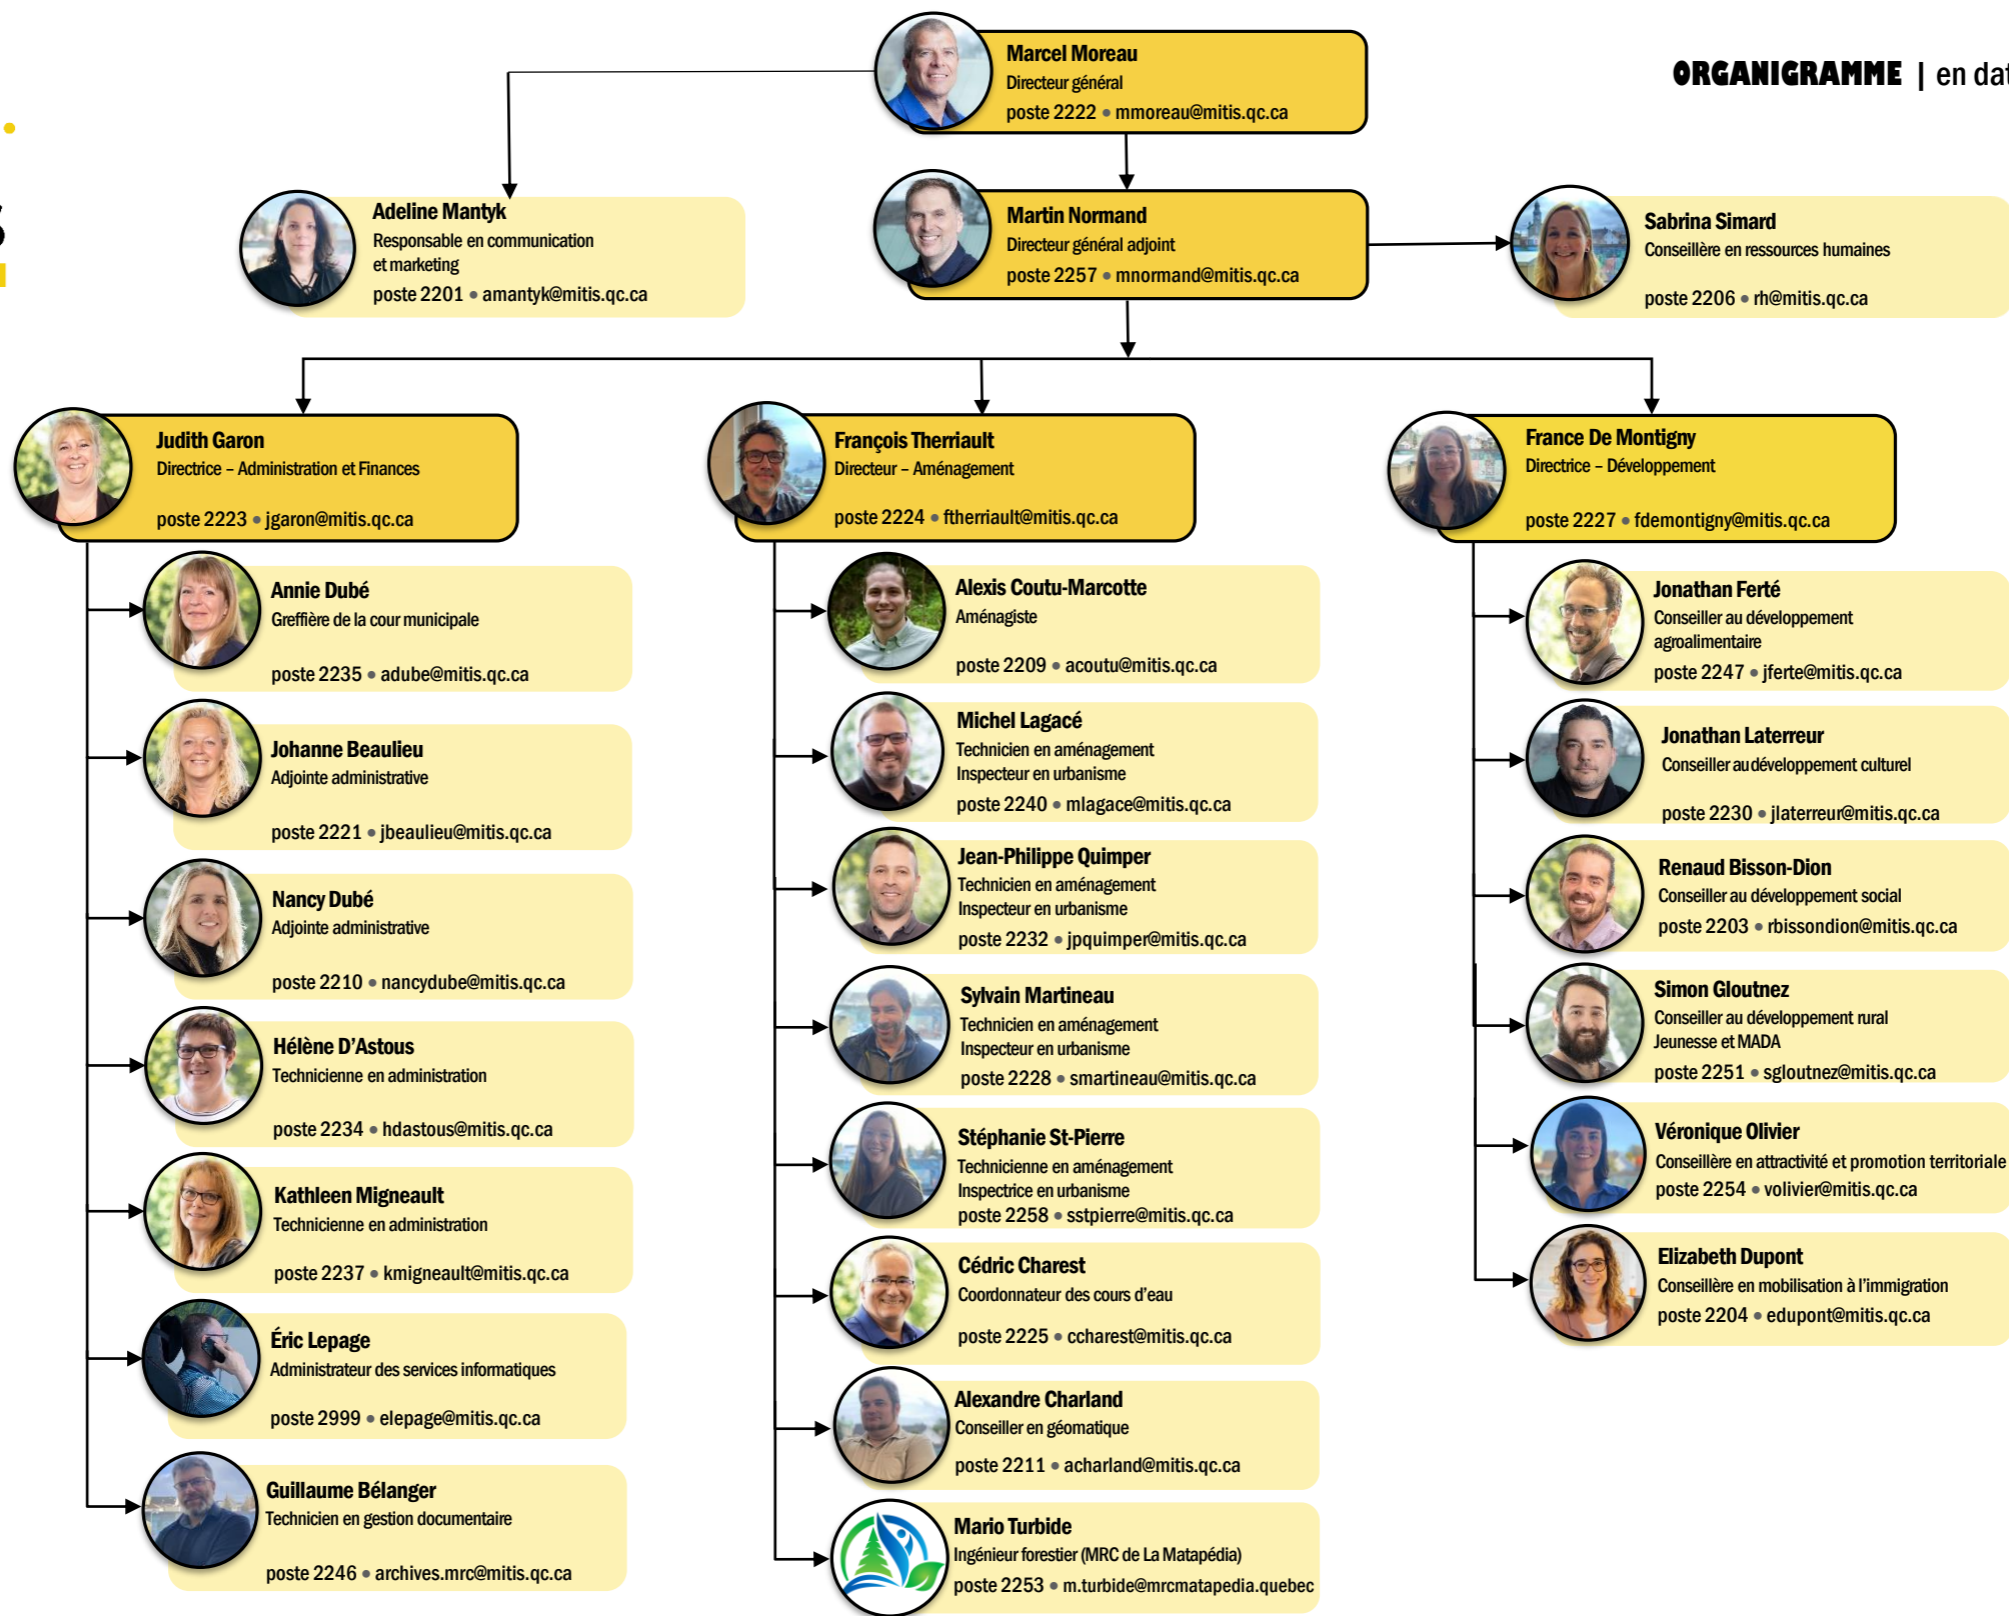 ORGANIGRAMME | en dat
Marcel Moreau
Directeur général
poste 2222 • mmoreau@mitis.qc.ca
Adeline Mantyk
Responsable en communication
et marketing
poste 2201 • amantyk@mitis.qc.ca
Martin Normand
Directeur général adjoint
poste 2257 • mnormand@mitis.qc.ca
Sabrina Simard
Conseillère en ressources humaines
poste 2206 • rh@mitis.qc.ca
Judith Garon
Directrice – Administration et Finances
poste 2223 • jgaron@mitis.qc.ca
Annie Dubé
Greffière de la cour municipale
poste 2235 • adube@mitis.qc.ca
Johanne Beaulieu
Adjointe administrative
poste 2221 • jbeaulieu@mitis.qc.ca
Nancy Dubé
Adjointe administrative
poste 2210 • nancydube@mitis.qc.ca
Hélène D’Astous
Technicienne en administration
poste 2234 • hdastous@mitis.qc.ca
Kathleen Migneault
Technicienne en administration
poste 2237 • kmigneault@mitis.qc.ca
Éric Lepage
Administrateur des services informatiques
poste 2999 • elepage@mitis.qc.ca
Guillaume Bélanger
Technicien en gestion documentaire
poste 2246 • archives.mrc@mitis.qc.ca
François Therriault
Directeur – Aménagement
poste 2224 • ftherriault@mitis.qc.ca
Alexis Coutu-Marcotte
Aménagiste
poste 2209 • acoutu@mitis.qc.ca
Michel Lagacé
Technicien en aménagement
Inspecteur en urbanisme
poste 2240 • mlagace@mitis.qc.ca
Jean-Philippe Quimper
Technicien en aménagement
Inspecteur en urbanisme
poste 2232 • jpquimper@mitis.qc.ca
Sylvain Martineau
Technicien en aménagement
Inspecteur en urbanisme
poste 2228 • smartineau@mitis.qc.ca
Stéphanie St-Pierre
Technicienne en aménagement
Inspectrice en urbanisme
poste 2258 • sstpierre@mitis.qc.ca
Cédric Charest
Coordonnateur des cours d’eau
poste 2225 • ccharest@mitis.qc.ca
Alexandre Charland
Conseiller en géomatique
poste 2211 • acharland@mitis.qc.ca
Mario Turbide
Ingénieur forestier (MRC de La Matapédia)
poste 2253 • m.turbide@mrcmatapedia.quebec
France De Montigny
Directrice – Développement
poste 2227 • fdemontigny@mitis.qc.ca
Jonathan Ferté
Conseiller au développement
agroalimentaire
poste 2247 • jferte@mitis.qc.ca
Jonathan Laterreur
Conseiller au développement culturel
poste 2230 • jlaterreur@mitis.qc.ca
Renaud Bisson-Dion
Conseiller au développement social
poste 2203 • rbissondion@mitis.qc.ca
Simon Gloutnez
Conseiller au développement rural
Jeunesse et MADA
poste 2251 • sgloutnez@mitis.qc.ca
Véronique Olivier
Conseillère en attractivité et promotion territoriale
poste 2254 • volivier@mitis.qc.ca
Elizabeth Dupont
Conseillère en mobilisation à l’immigration
poste 2204 • edupont@mitis.qc.ca